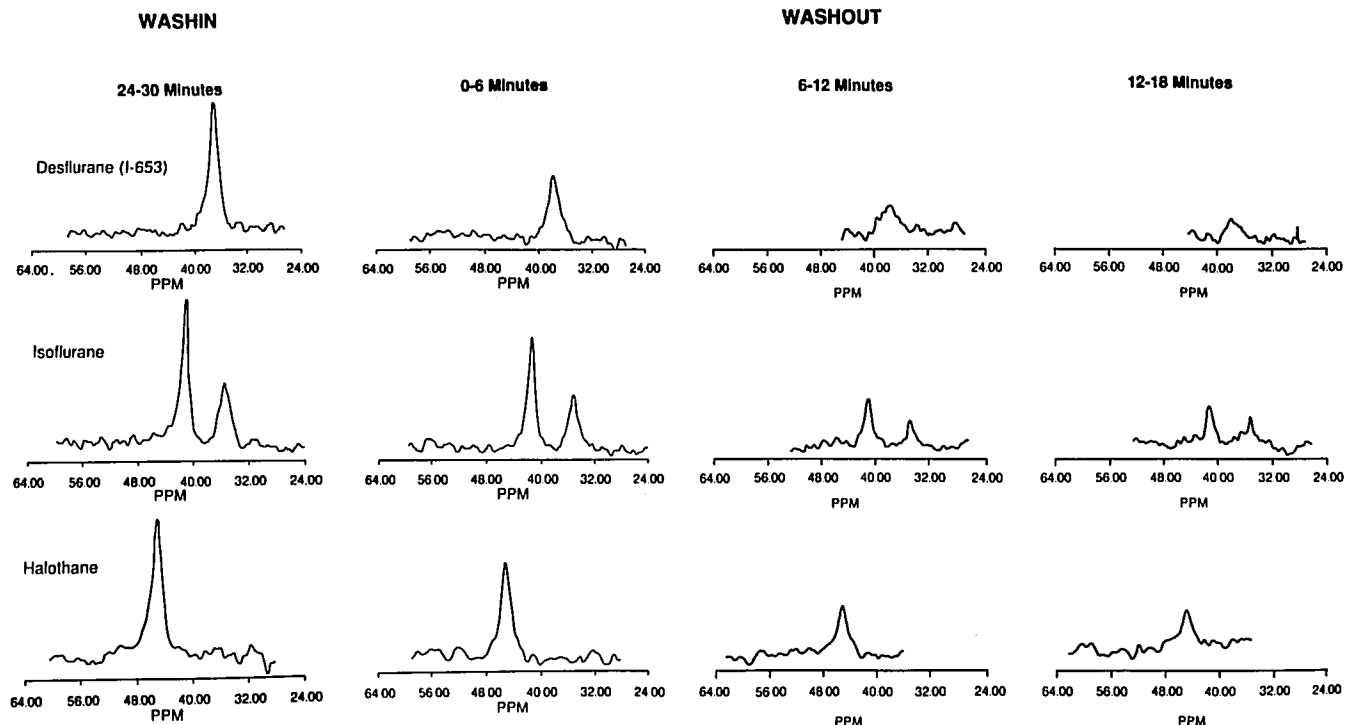 WASHIN
WASHOUT
24-30 Minutes
0-6 Minutes
6-12 Minutes
12-18 Minutes
Desflurane (I-653)
64.00 56.00 48.00 40.00 32.00 24.00
PPM
64.00 56.00 48.00 40.00 32.00 24.00
PPM
64.00 56.00 48.00 40.00 32.00 24.00
PPM
64.00 56.00 48.00 40.00 32.00 24.00
PPM
Isoflurane
64.00 56.00 48.00 40.00 32.00 24.00
PPM
64.00 56.00 48.00 40.00 32.00 24.00
PPM
64.00 56.00 48.00 40.00 32.00 24.00
PPM
64.00 56.00 48.00 40.00 32.00 24.00
PPM
Halothane
64.00 56.00 48.00 40.00 32.00 24.00
PPM
64.00 56.00 48.00 40.00 32.00 24.00
PPM
64.00 56.00 48.00 40.00 32.00 24.00
PPM
64.00 56.00 48.00 40.00 32.00 24.00
PPM